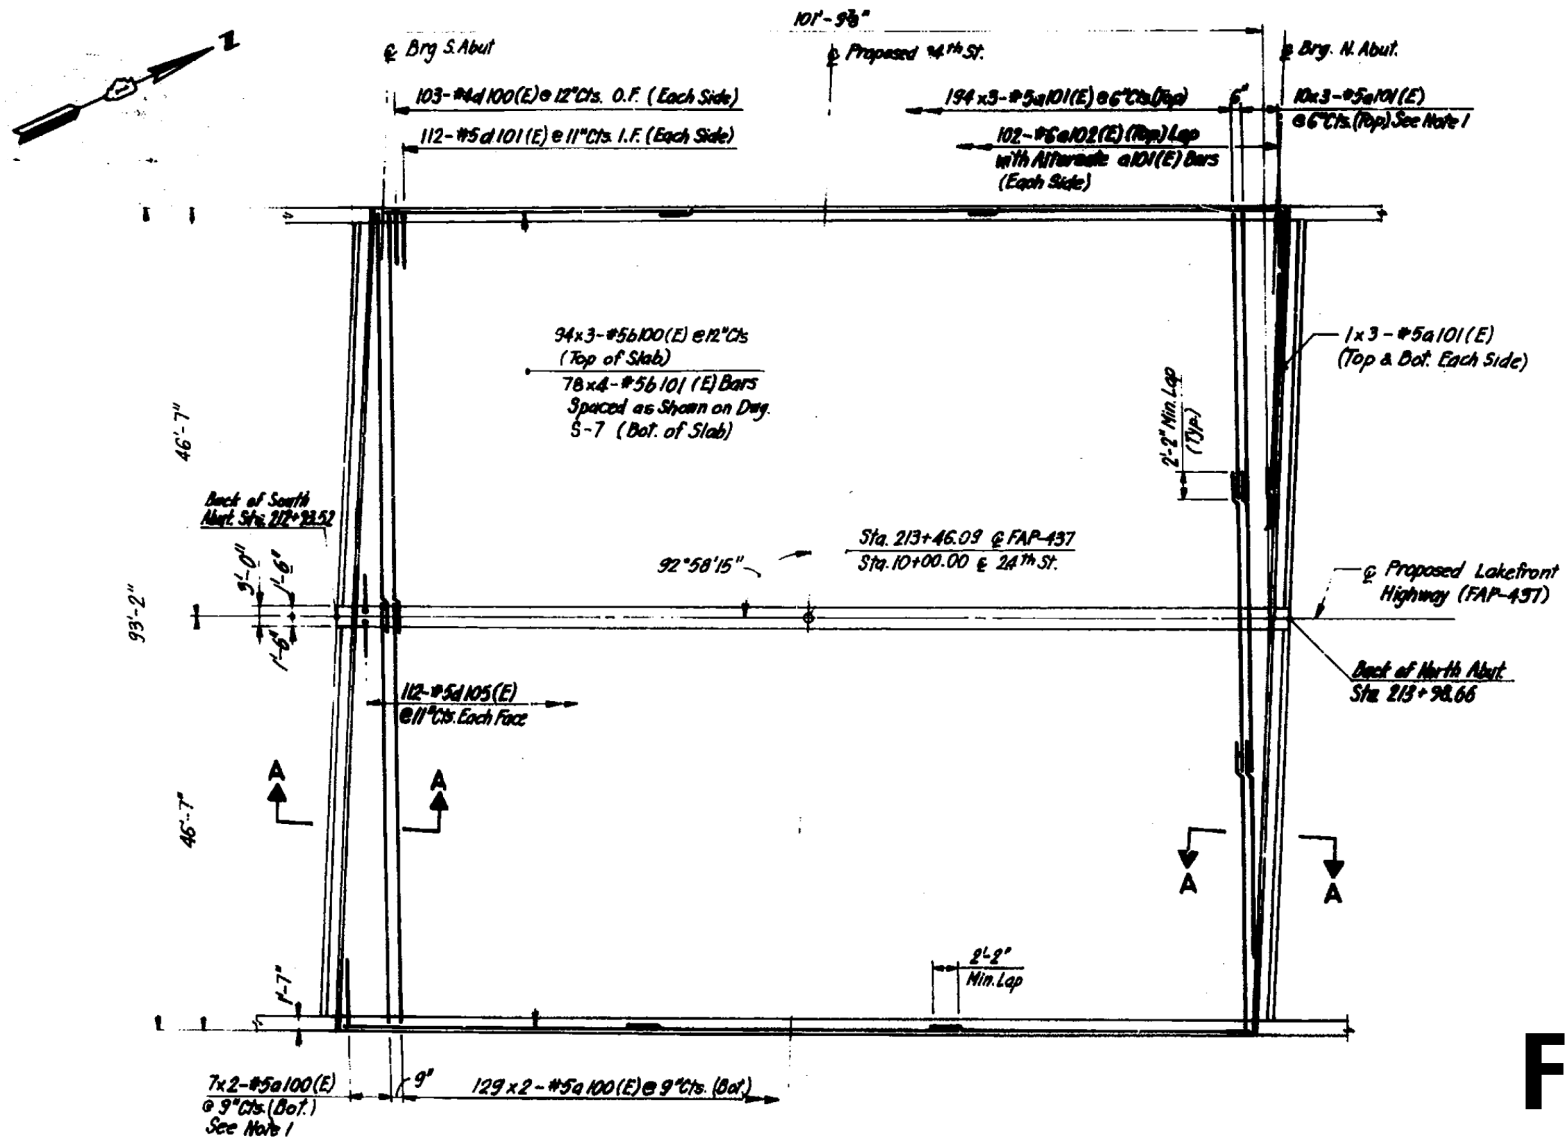 101'-9⅞"
Z
℄ Brg S. Abut
℄ Proposed 24th St.
℄ Brg. N. Abut.
103-#4d100(E) @ 12"Cts. O.F. (Each Side)
194x3-#5a101(E) @ 6"Cts.(Top)
6"
10x3-#5a101(E)
@ 6"Cts.(Top) See Note 1
112-#5d101(E) @ 11"Cts. I.F. (Each Side)
102-#6a102(E) (Top) Lap
with Alternate a101(E) Bars
(Each Side)
94x3-#5b100(E) @ 12"Cts
(Top of Slab)
78x4-#5b101 (E) Bars
Spaced as Shown on Dwg.
S-7 (Bot. of Slab)
1x3-#5a101(E)
(Top & Bot. Each Side)
2'-2" Min. Lap
(Typ.)
46'-7"
Back of South
Abut. Sta. 212+93.52
Sta. 213+46.09 ℄ FAP-437
Sta. 10+00.00 ℄ 24th St.
92°58'15"
℄ Proposed Lakefront
Highway (FAP-437)
1'-6"
93'-2"
1'-6"
Back of North Abut.
Sta 213+98.66
112-#5d105(E)
@ 11"Cts. Each Face
A
A
46'-7"
A
A
2'-2"
Min. Lap
1'-7"
7x2-#5a100(E)
@ 9"Cts.(Bot.)
See Note 1
9"
129x2-#5a100(E) @ 9"Cts. (Bot.)
F